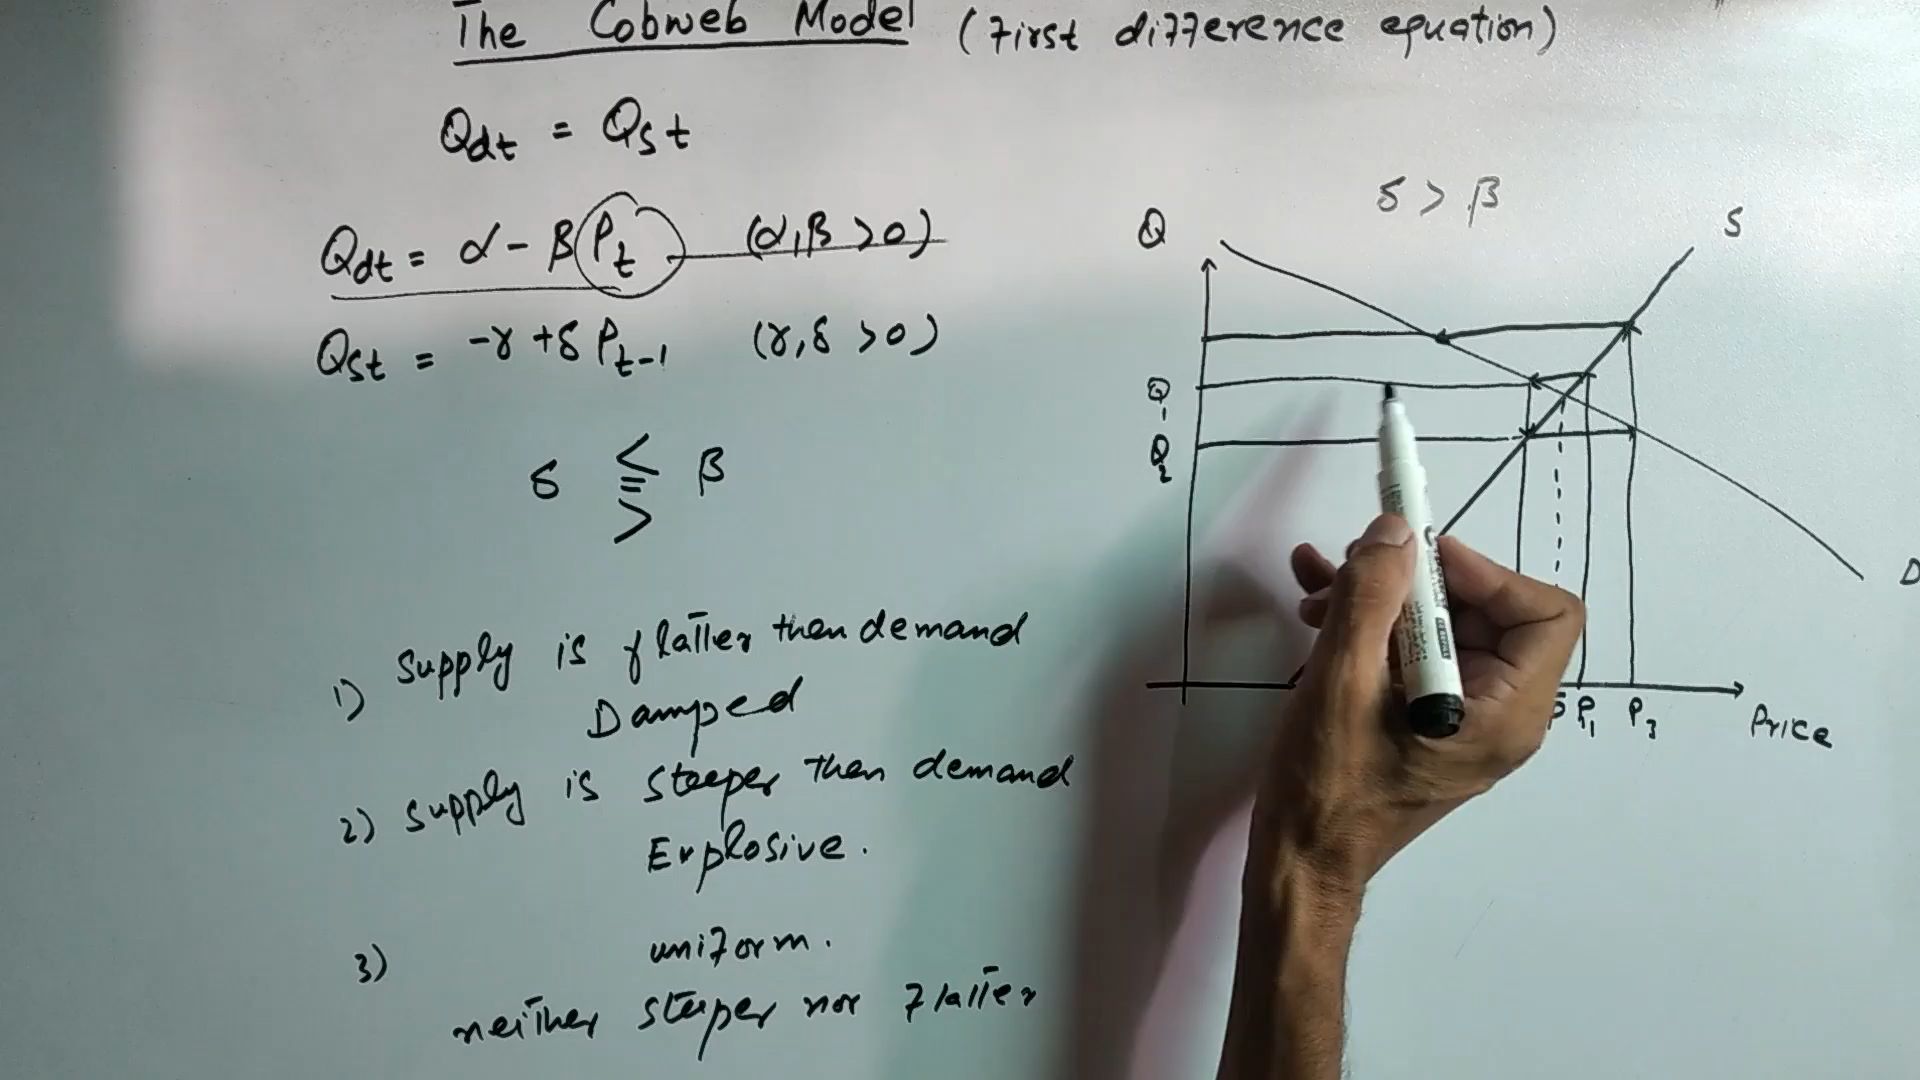 The Cobweb Model (First difference equation)
Qdt = Qst
Qdt = α - βPt (α,β >0)
Qst = -γ + δ Pt-1 (γ,δ >0)
δ < = > β
1) Supply is flatter then demand
Damped
2) Supply is steeper then demand
Explosive.
3) uniform.
neither steeper nor flatter
δ > β
Q
S
Q1
Q2
D
P̄ P1 P3 Price